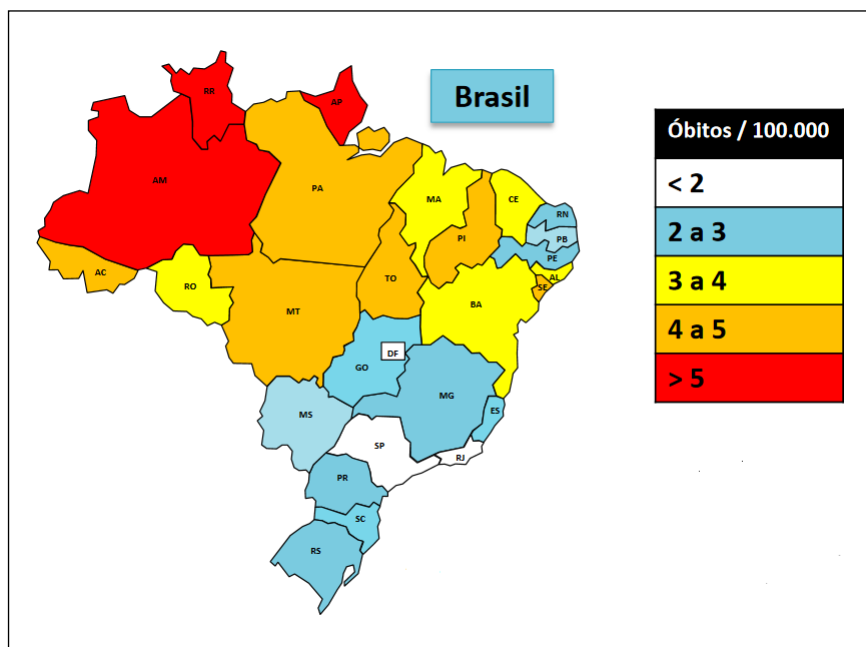 Brasil
RR
AP
AM
PA
MA
CE
RN
PB
PE
PI
AL
SE
AC
RO
TO
BA
MT
DF
GO
MG
ES
MS
SP
RJ
PR
SC
RS
Óbitos / 100.000
< 2
2 a 3
3 a 4
4 a 5
> 5